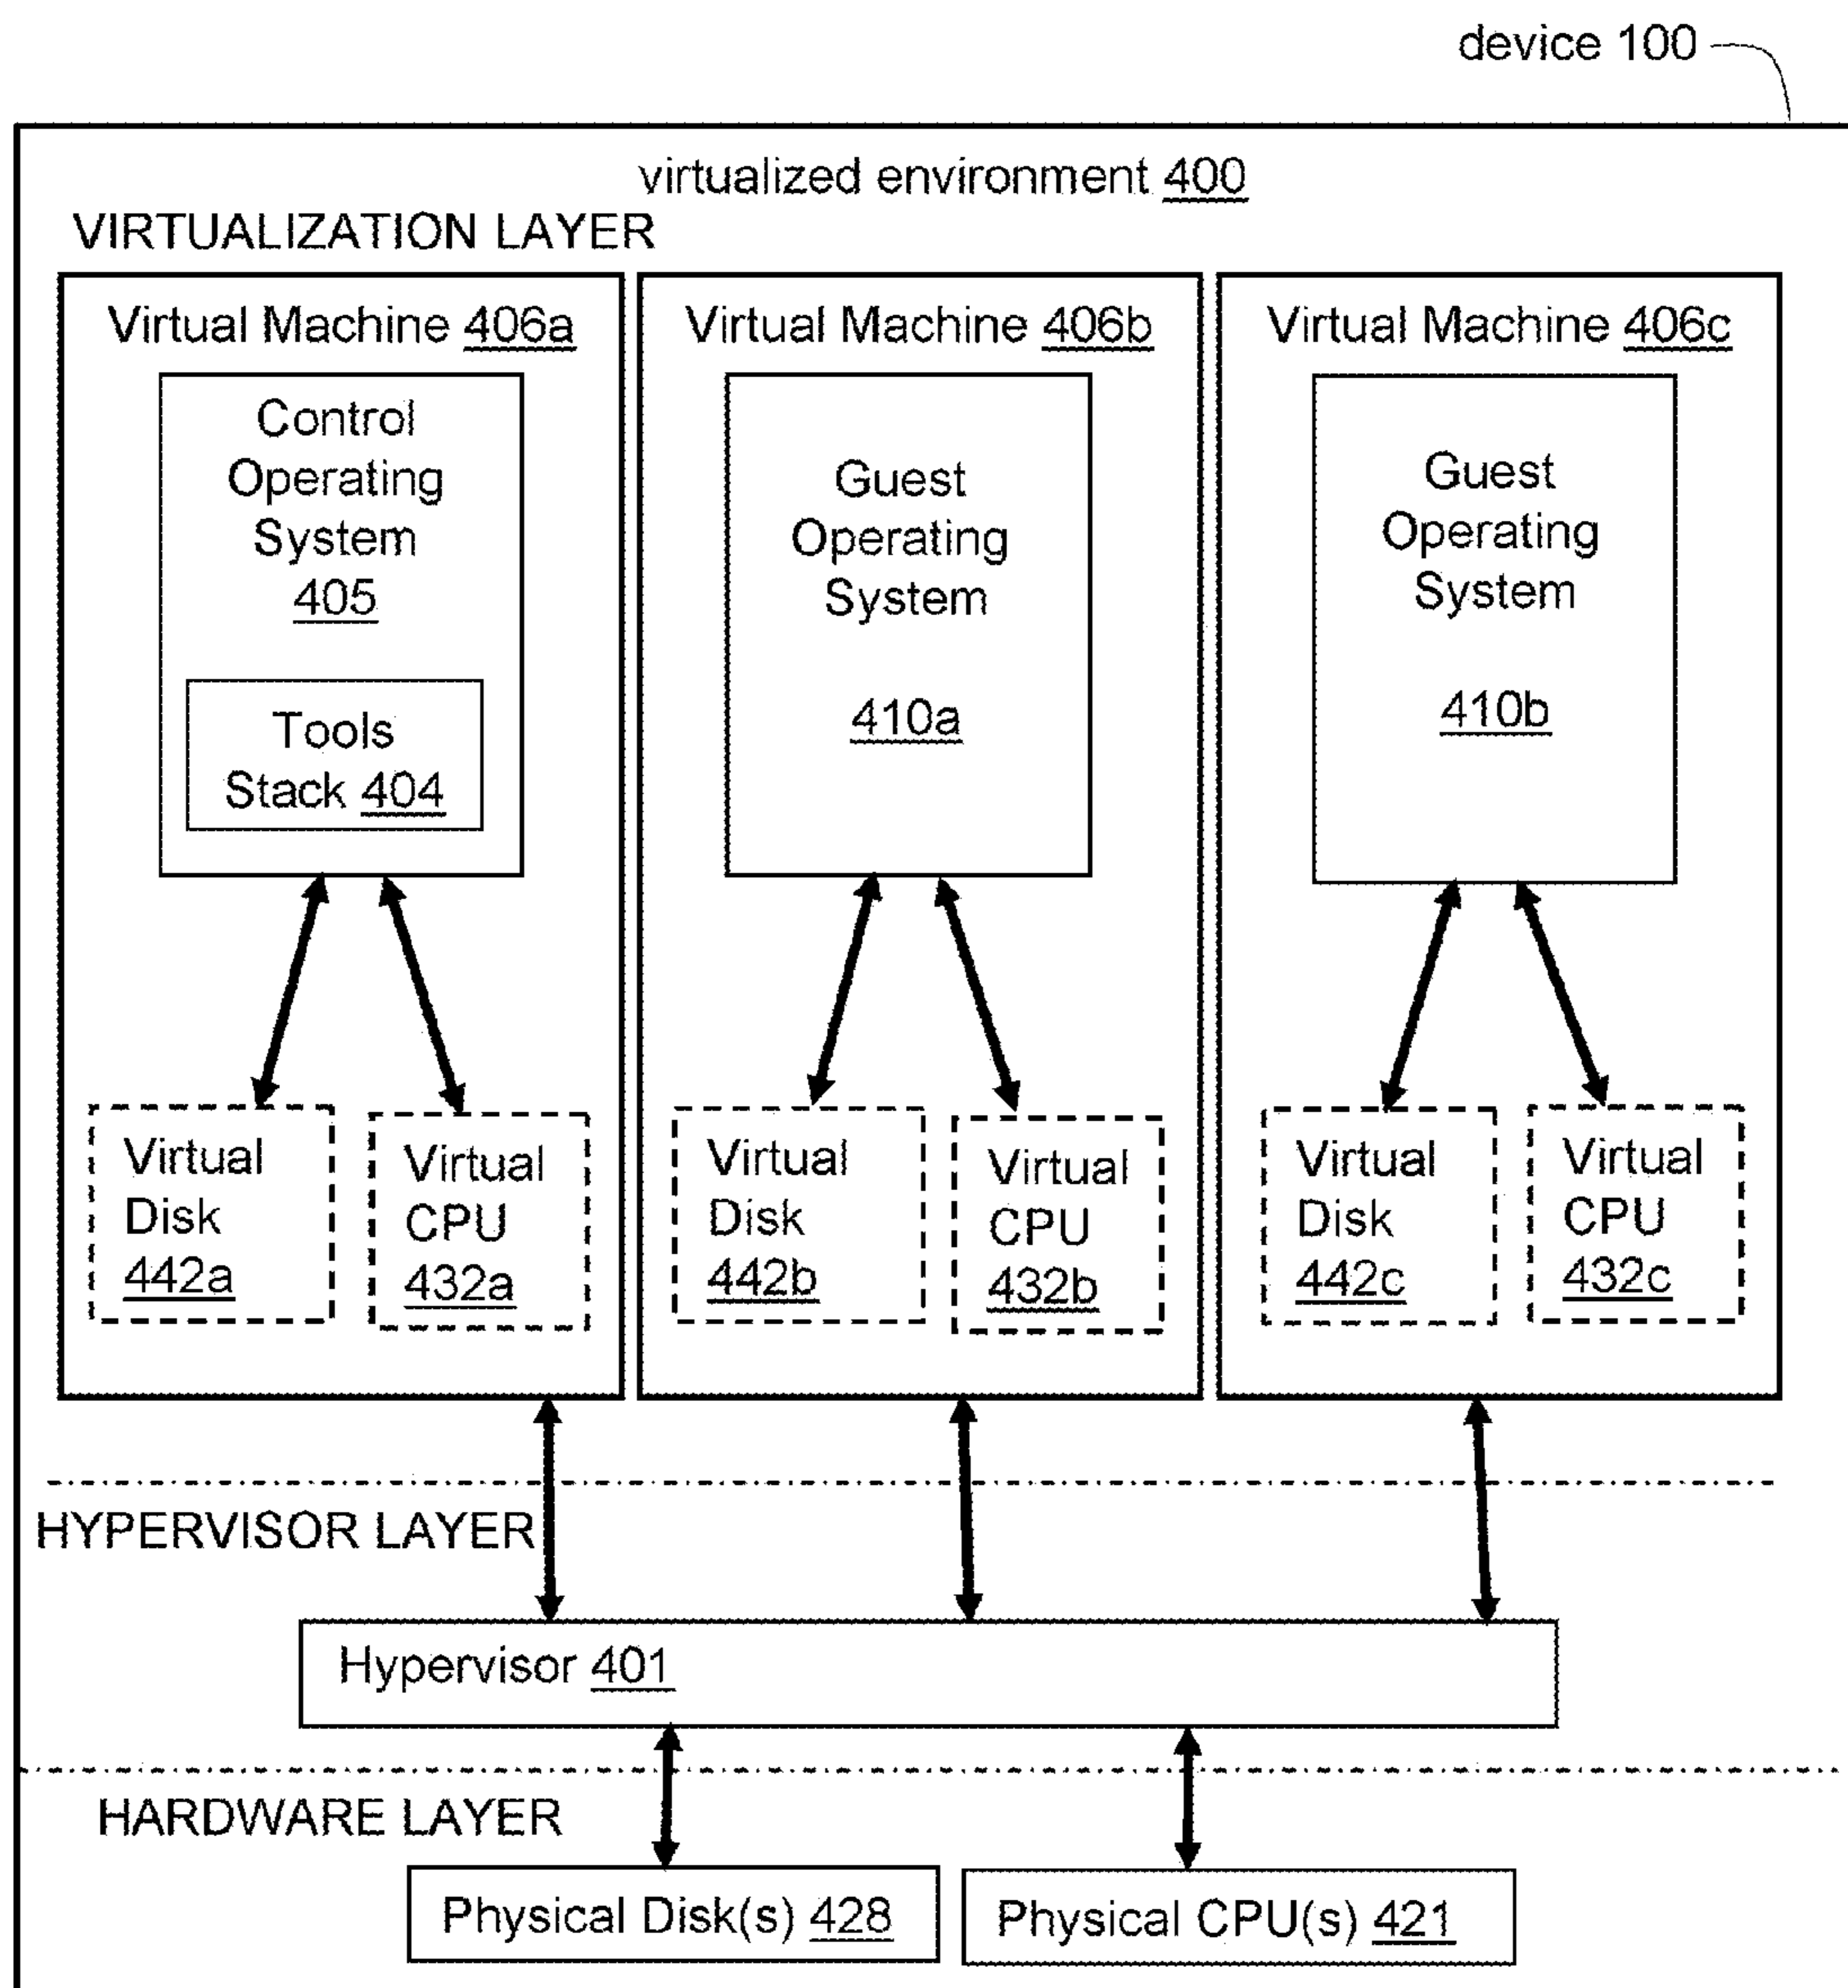 device 100
virtualized environment 400
VIRTUALIZATION LAYER
Virtual Machine 406a
Control
Operating
System
405
Tools
Stack 404
Virtual
Disk
442a
Virtual
CPU
432a
Virtual Machine 406b
Guest
Operating
System
410a
Virtual
Disk
442b
Virtual
CPU
432b
Virtual Machine 406c
Guest
Operating
System
410b
Virtual
Disk
442c
Virtual
CPU
432c
HYPERVISOR LAYER
Hypervisor 401
HARDWARE LAYER
Physical Disk(s) 428
Physical CPU(s) 421